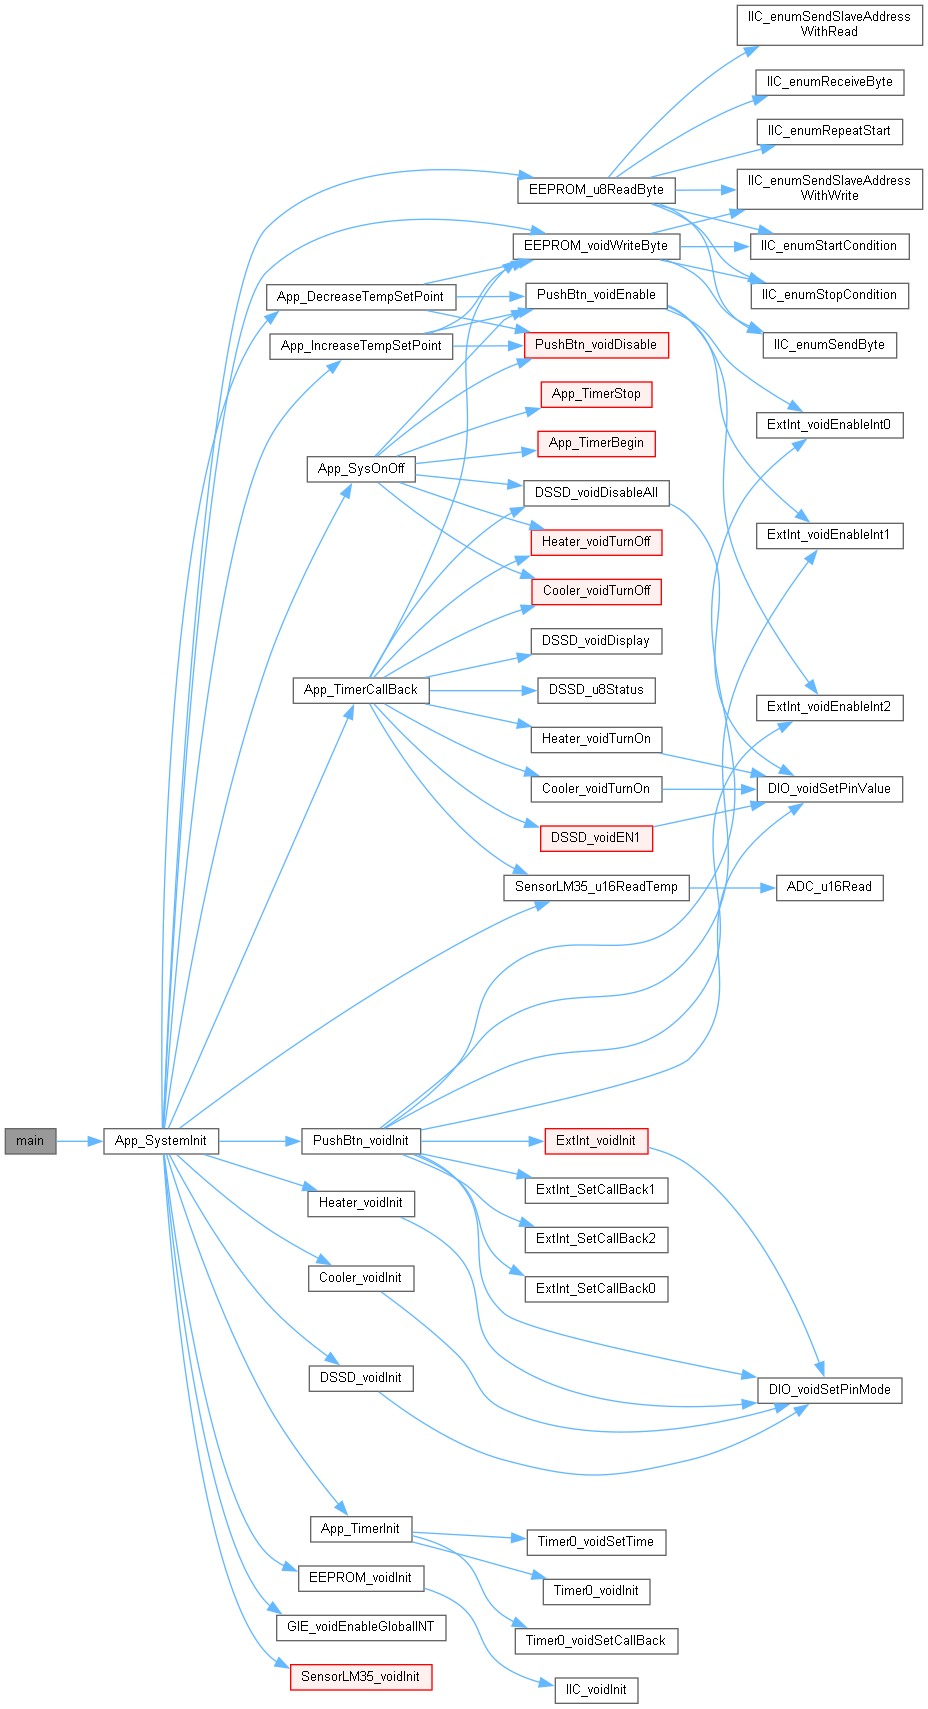 IIC_enumSendSlaveAddress
WithRead
IIC_enumReceiveByte
IIC_enumRepeatStart
IIC_enumSendSlaveAddress
WithWrite
EEPROM_u8ReadByte
EEPROM_voidWriteByte
IIC_enumStartCondition
App_DecreaseTempSetPoint
PushBtn_voidEnable
IIC_enumStopCondition
App_IncreaseTempSetPoint
PushBtn_voidDisable
IIC_enumSendByte
App_TimerStop
ExtInt_voidEnableInt0
App_TimerBegin
App_SysOnOff
DSSD_voidDisableAll
Heater_voidTurnOff
ExtInt_voidEnableInt1
Cooler_voidTurnOff
DSSD_voidDisplay
App_TimerCallBack
DSSD_u8Status
ExtInt_voidEnableInt2
Heater_voidTurnOn
Cooler_voidTurnOn
DIO_voidSetPinValue
DSSD_voidEN1
SensorLM35_u16ReadTemp
ADC_u16Read
main
App_SystemInit
PushBtn_voidInit
ExtInt_voidInit
ExtInt_SetCallBack1
Heater_voidInit
ExtInt_SetCallBack2
Cooler_voidInit
ExtInt_SetCallBack0
DSSD_voidInit
DIO_voidSetPinMode
App_TimerInit
Timer0_voidSetTime
EEPROM_voidInit
Timer0_voidInit
GIE_voidEnableGlobalINT
Timer0_voidSetCallBack
SensorLM35_voidInit
IIC_voidInit